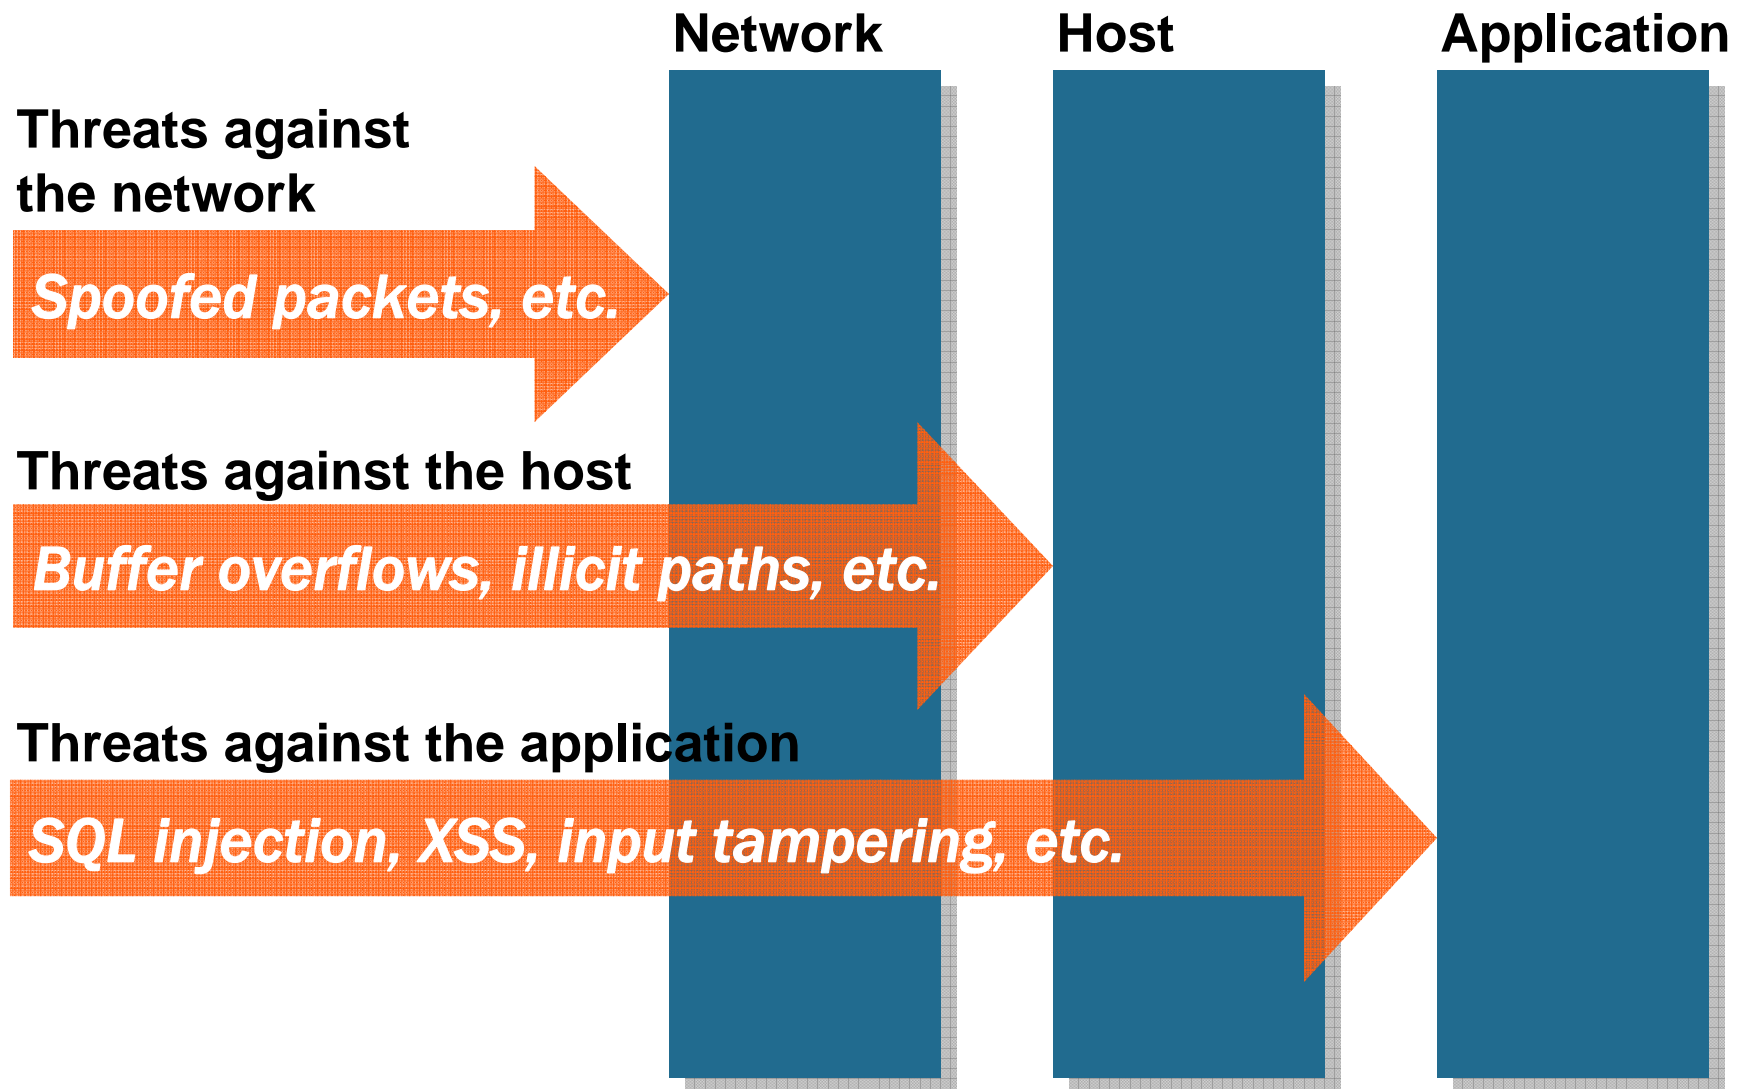 Network
Host
Application
Threats against
the network
Spoofed packets, etc.
Threats against the host
Buffer overflows, illicit paths, etc.
Threats against the application
SQL injection, XSS, input tampering, etc.